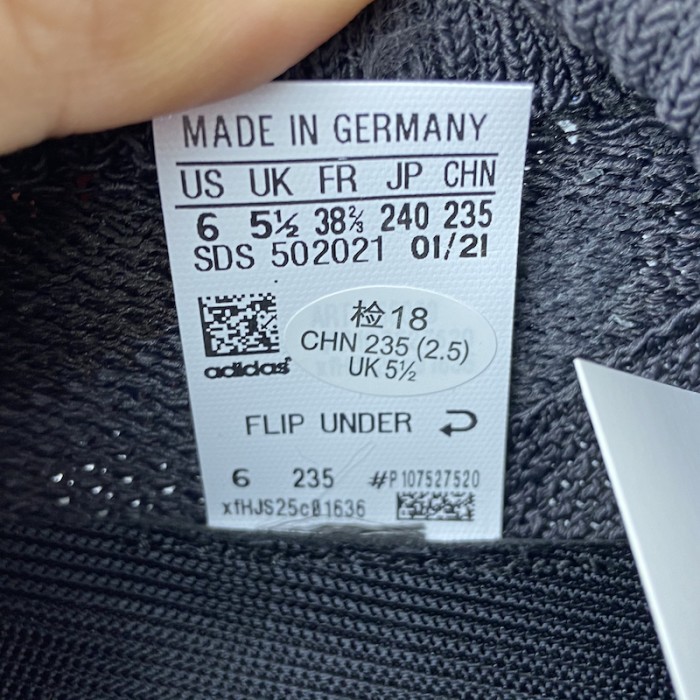 MADE IN GERMANY
US UK FR JP CHN
6 5½ 38⅔ 240 235
SDS 502021 01/21
检18
CHN 235 (2.5)
UK 5½
adidas
FLIP UNDER
6 235 #P107527520
xfHJS25c01636